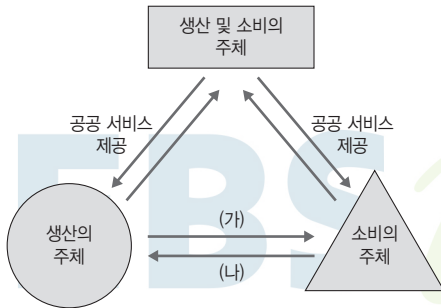 생산 및 소비의
주체
공공 서비스
제공
공공 서비스
제공
생산의
주체
(가)
(나)
소비의
주체
EBS